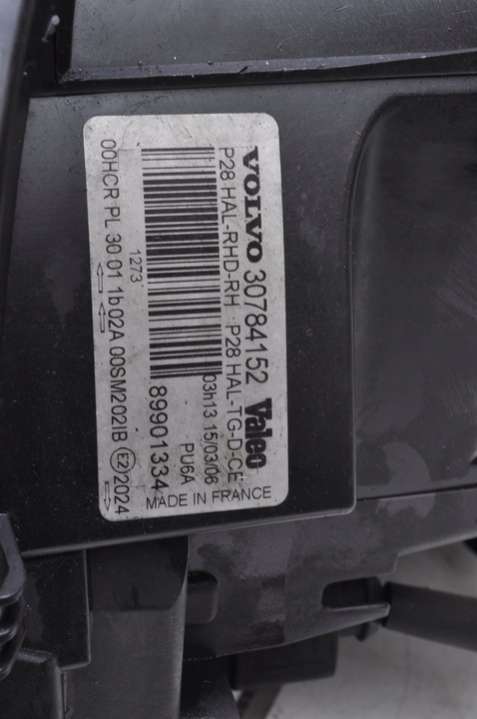 VOLVO 30784152 Valeo
P28 HAL-RHD-RH P28 HAL-TG-D-CE
03h13 15/03/06
PU6A
89901334
MADE IN FRANCE
1273
00HCR PL 30 01 1b02A 00SM202IB E2 2024